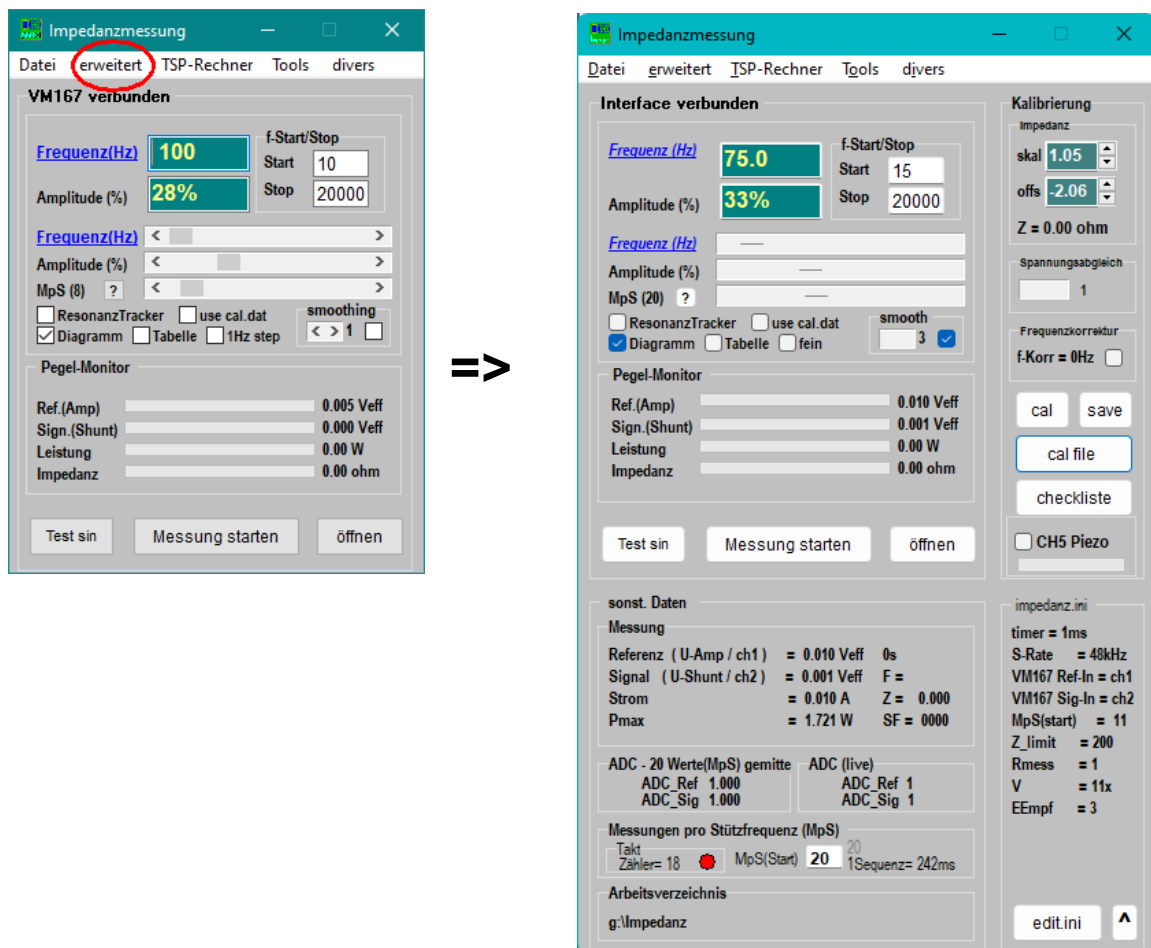 Impedanzmessung
Datei erweitert TSP-Rechner Tools divers
VM167 verbunden
Frequenz(Hz) 100
Amplitude (%) 28%
f-Start/Stop
Start 10
Stop 20000
Frequenz(Hz) < >
Amplitude (%) < >
MpS (8) ? < >
ResonanzTracker use cal.dat
Diagramm Tabelle 1Hz step
smoothing
< > 1
Pegel-Monitor
Ref.(Amp) 0.005 Veff
Sign.(Shunt) 0.000 Veff
Leistung 0.00 W
Impedanz 0.00 ohm
Test sin Messung starten öffnen
=>
Impedanzmessung
Datei erweitert TSP-Rechner Tools divers
Interface verbunden
Frequenz (Hz) 75.0
Amplitude (%) 33%
f-Start/Stop
Start 15
Stop 20000
Frequenz (Hz)
Amplitude (%)
MpS (20) ?
ResonanzTracker use cal.dat
Diagramm Tabelle fein
smooth
3
Pegel-Monitor
Ref.(Amp) 0.010 Veff
Sign.(Shunt) 0.001 Veff
Leistung 0.00 W
Impedanz 0.00 ohm
Test sin Messung starten öffnen
Kalibrierung
Impedanz
skal 1.05
offs -2.06
Z = 0.00 ohm
Spannungsabgleich
1
Frequenzkorrektur
f-Korr = 0Hz
cal save
cal file
checkliste
CH5 Piezo
sonst. Daten
Messung
Referenz ( U-Amp / ch1 ) = 0.010 Veff 0s
Signal ( U-Shunt / ch2 ) = 0.001 Veff F =
Strom = 0.010 A Z = 0.000
Pmax = 1.721 W SF = 0000
ADC - 20 Werte(MpS) gemitte
ADC_Ref 1.000
ADC_Sig 1.000
ADC (live)
ADC_Ref 1
ADC_Sig 1
Messungen pro Stützfrequenz (MpS)
Takt
Zähler= 18
MpS(Start) 20
20
1Sequenz= 242ms
Arbeitsverzeichnis
g:\Impedanz
impedanz.ini
timer = 1ms
S-Rate = 48kHz
VM167 Ref-In = ch1
VM167 Sig-In = ch2
MpS(start) = 11
Z_limit = 200
Rmess = 1
V = 11x
EEmpf = 3
edit.ini ^